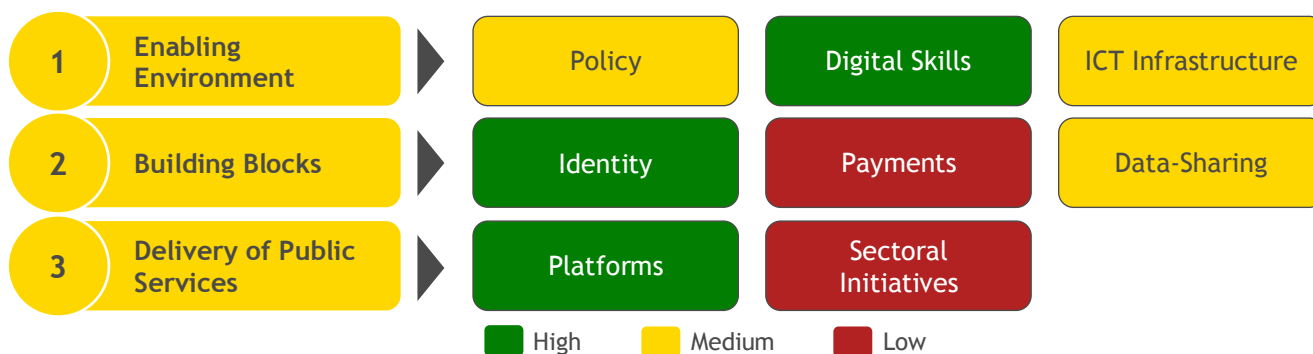 1
Enabling
Environment
Policy
Digital Skills
ICT Infrastructure
2
Building Blocks
Identity
Payments
Data-Sharing
3
Delivery of Public
Services
Platforms
Sectoral
Initiatives
High
Medium
Low